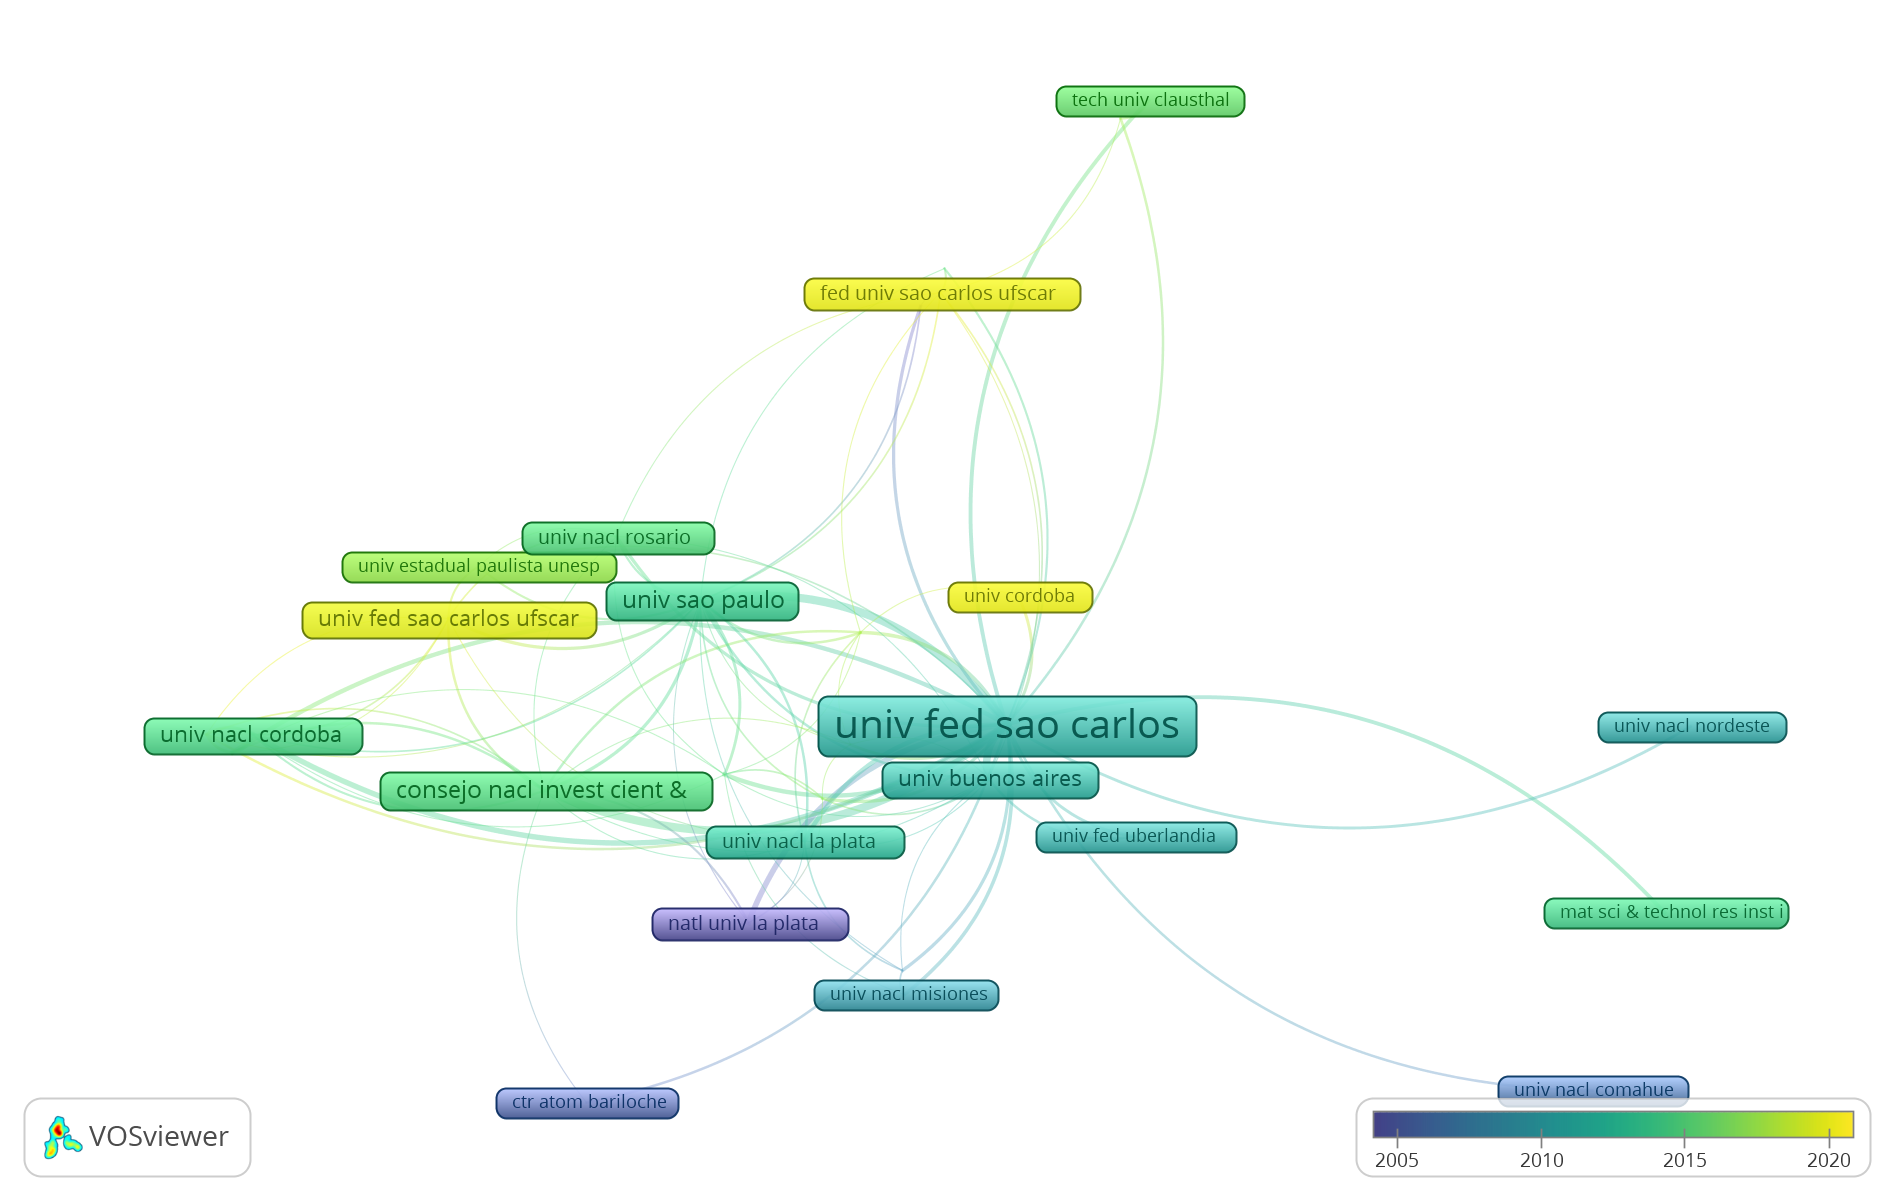 tech univ clausthal
fed univ sao carlos ufscar
univ nacl rosario
univ estadual paulista unesp
univ sao paulo
univ cordoba
univ fed sao carlos ufscar
univ fed sao carlos
univ nacl nordeste
univ nacl cordoba
univ buenos aires
consejo nacl invest cient &
univ fed uberlandia
univ nacl la plata
mat sci & technol res inst i
natl univ la plata
univ nacl misiones
univ nacl comahue
ctr atom bariloche
VOSviewer
2005 2010 2015 2020